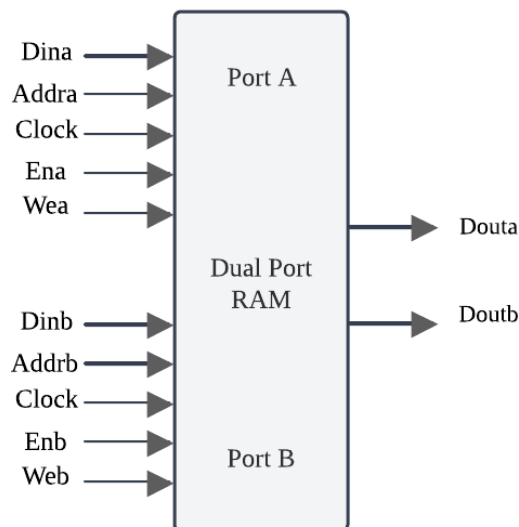 Dina
Addra
Clock
Ena
Wea
Port A
Dual Port
RAM
Douta
Doutb
Dinb
Addrb
Clock
Enb
Web
Port B